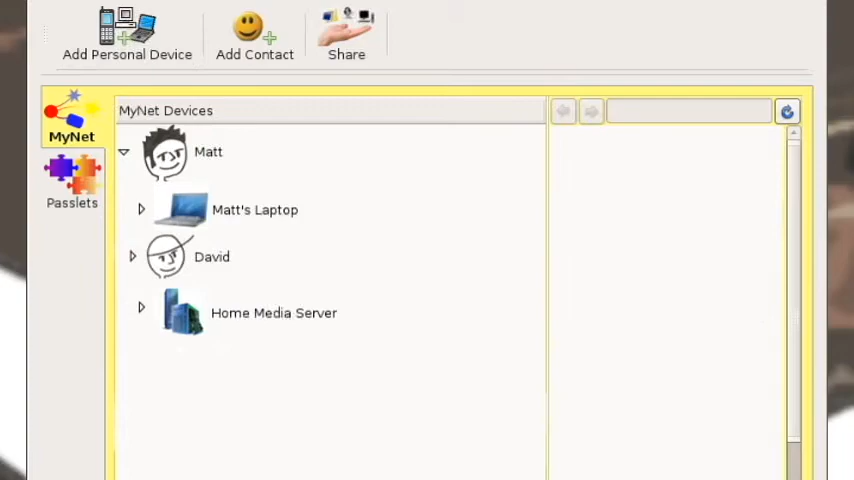 Add Personal Device
Add Contact
Share
MyNet
Passlets
MyNet Devices
Matt
Matt's Laptop
David
Home Media Server